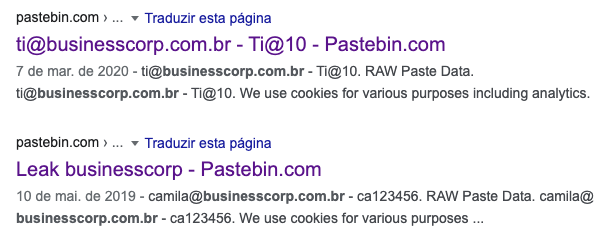 pastebin.com › ... ▾ Traduzir esta página
ti@businesscorp.com.br - Ti@10 - Pastebin.com
7 de mar. de 2020 - ti@businesscorp.com.br - Ti@10. RAW Paste Data.
ti@businesscorp.com.br - Ti@10. We use cookies for various purposes including analytics.
pastebin.com › ... ▾ Traduzir esta página
Leak businesscorp - Pastebin.com
10 de mai. de 2019 - camila@businesscorp.com.br - ca123456. RAW Paste Data. camila@
businesscorp.com.br - ca123456. We use cookies for various purposes ...